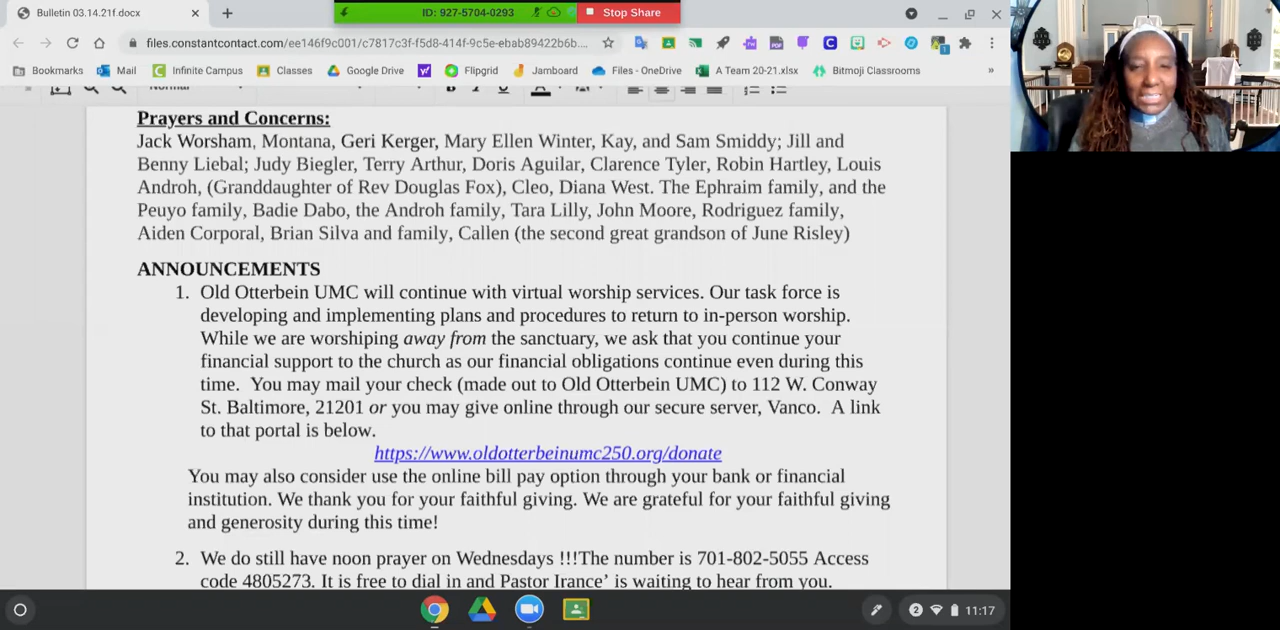 Bulletin 03.14.21f.docx
ID: 927-5704-0293
Stop Share
files.constantcontact.com/ee146f9c001/c7817c3f-f5d8-414f-9c5e-ebab89422b6b...
Bookmarks Mail Infinite Campus Classes Google Drive Flipgrid Jamboard Files - OneDrive A Team 20-21.xlsx Bitmoji Classrooms »
Normal
Prayers and Concerns:
Jack Worsham, Montana, Geri Kerger, Mary Ellen Winter, Kay, and Sam Smiddy; Jill and
Benny Liebal; Judy Biegler, Terry Arthur, Doris Aguilar, Clarence Tyler, Robin Hartley, Louis
Androh, (Granddaughter of Rev Douglas Fox), Cleo, Diana West. The Ephraim family, and the
Peuyo family, Badie Dabo, the Androh family, Tara Lilly, John Moore, Rodriguez family,
Aiden Corporal, Brian Silva and family, Callen (the second great grandson of June Risley)
ANNOUNCEMENTS
1. Old Otterbein UMC will continue with virtual worship services. Our task force is
developing and implementing plans and procedures to return to in-person worship.
While we are worshiping away from the sanctuary, we ask that you continue your
financial support to the church as our financial obligations continue even during this
time. You may mail your check (made out to Old Otterbein UMC) to 112 W. Conway
St. Baltimore, 21201 or you may give online through our secure server, Vanco. A link
to that portal is below.
https://www.oldotterbeinumc250.org/donate
You may also consider use the online bill pay option through your bank or financial
institution. We thank you for your faithful giving. We are grateful for your faithful giving
and generosity during this time!
2. We do still have noon prayer on Wednesdays !!!The number is 701-802-5055 Access
code 4805273. It is free to dial in and Pastor Irance’ is waiting to hear from you.
2 11:17